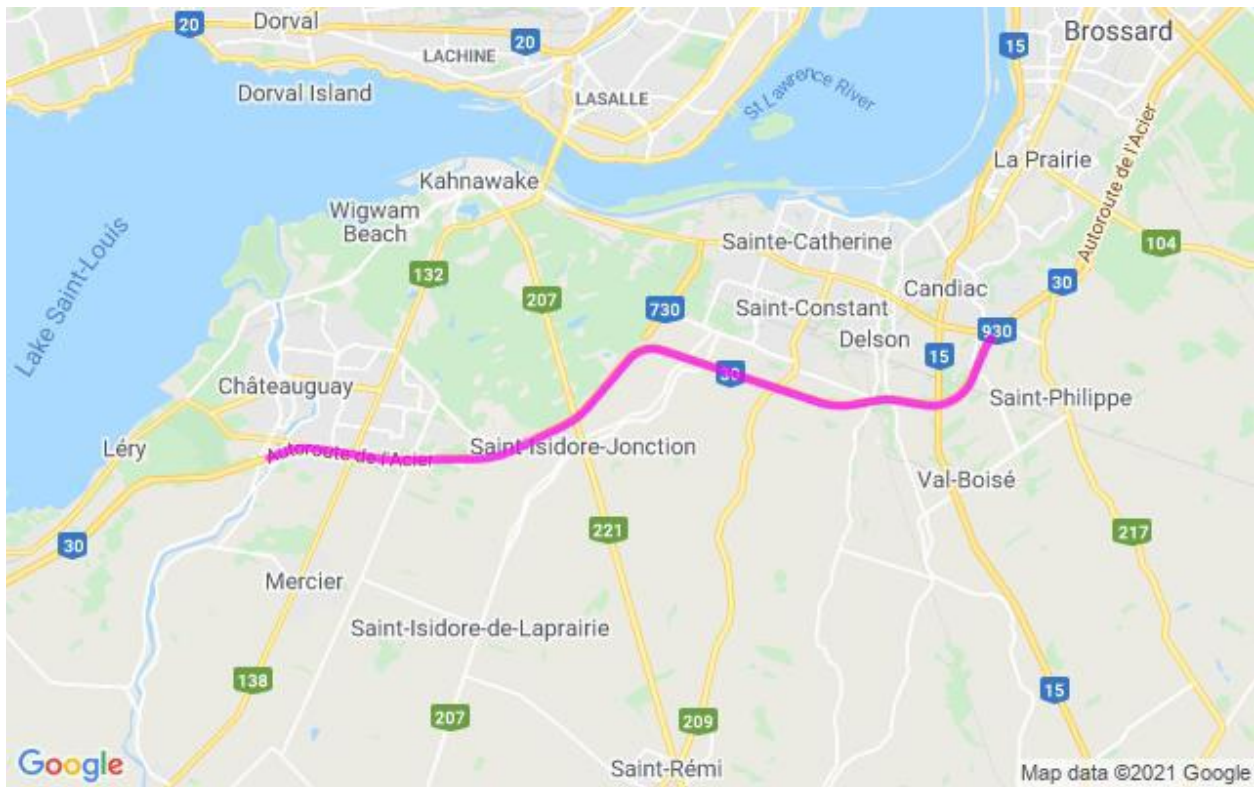 20
Dorval
20
LACHINE
15
Brossard
Dorval Island
LASALLE
St Lawrence River
La Prairie
Autoroute de l'Acier
Kahnawake
Wigwam
Beach
Sainte-Catherine
104
Lake Saint-Louis
132
207
730
Candiac
30
Saint-Constant
Delson
930
15
30
Châteauguay
Saint-Philippe
Léry
Autoroute de l'Acier
Saint-Isidore-Jonction
Val-Boisé
30
221
217
Mercier
Saint-Isidore-de-Laprairie
138
15
207
209
Saint-Rémi
Google
Map data ©2021 Google